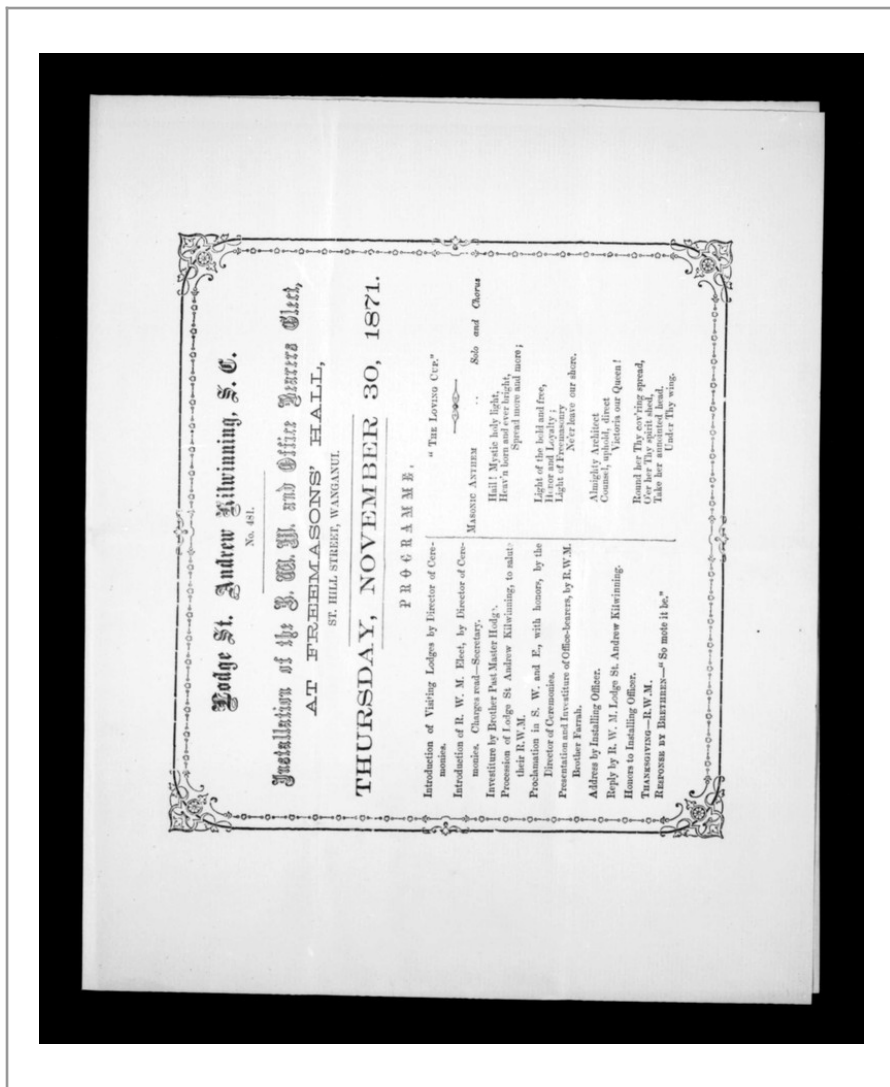 Lodge St. Andrew Kilwinning, S. C.
No. 481.
Installation of the R. W. M. and Office Bearers Elect,
AT FREEMASONS' HALL,
ST. HILL STREET, WANGANUI.
THURSDAY, NOVEMBER 30, 1871.
PROGRAMME.
Introduction of Visiting Lodges by Director of Cere-
monies.
Introduction of R. W. M. Elect, by Director of Cere-
monies. Charges read—Secretary.
Investiture by Brother Past Master Hodge.
Procession of Lodge St Andrew Kilwinning, to salute
their R.W.M.
Proclamation in S. W. and E., with honors, by the
Director of Ceremonies.
Presentation and Investiture of Office-bearers, by R.W.M.
Brother Farrah.
Address by Installing Officer.
Reply by R. W. M. Lodge St. Andrew Kilwinning.
Honors to Installing Officer.
THANKSGIVING—R.W.M.
RESPONSE BY BRETHREN—" So mote it be."
" THE LOVING CUP."
MASONIC ANTHEM .. Solo and Chorus
Hail! Mystic holy light,
Heav'n born and ever bright,
Spread more and more ;
Light of the bold and free,
Honor and Loyalty ;
Light of Freemasonry
Ne'er leave our shore.
Almighty Architect
Counsel, uphold, direct
Victoria our Queen !
Round her Thy cov'ring spread,
O'er her Thy spirit shed,
Take her annointed head,
Under Thy wing.